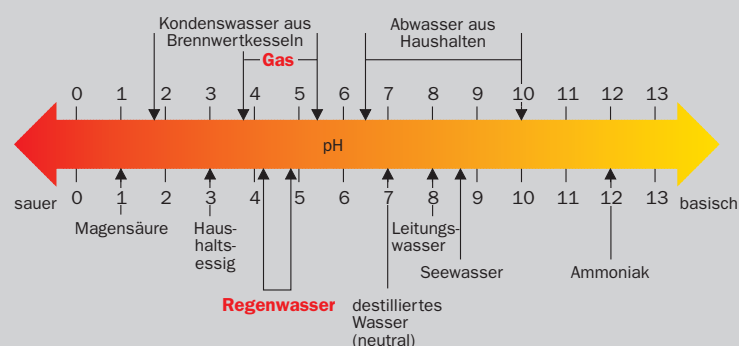 Kondenswasser aus
Brennwertkesseln
Gas
Abwasser aus
Haushalten
0 1 2 3 4 5 6 7 8 9 10 11 12 13
pH
sauer 0 1 2 3 4 5 6 7 8 9 10 11 12 13 basisch
Magensäure
Haus-
halts-
essig
Regenwasser
destilliertes
Wasser
(neutral)
Leitungs-
wasser
Seewasser
Ammoniak